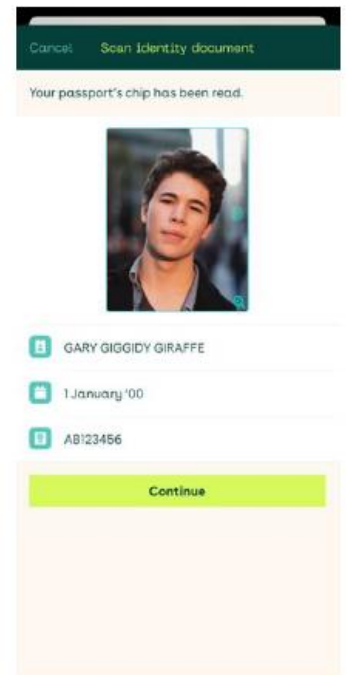 Cancel Scan identity document
Your passport's chip has been read.
GARY GIGGIDY GIRAFFE
1 January '00
AB123456
Continue